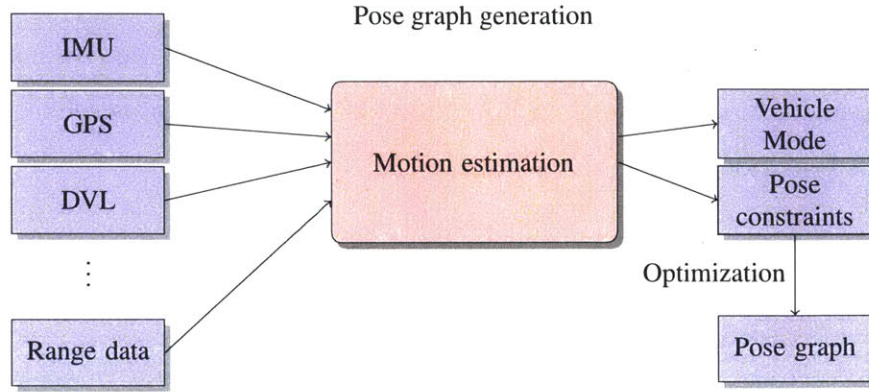 Pose graph generation
IMU
GPS
DVL
⋮
Range data
Motion estimation
Vehicle
Mode
Pose
constraints
Optimization
Pose graph